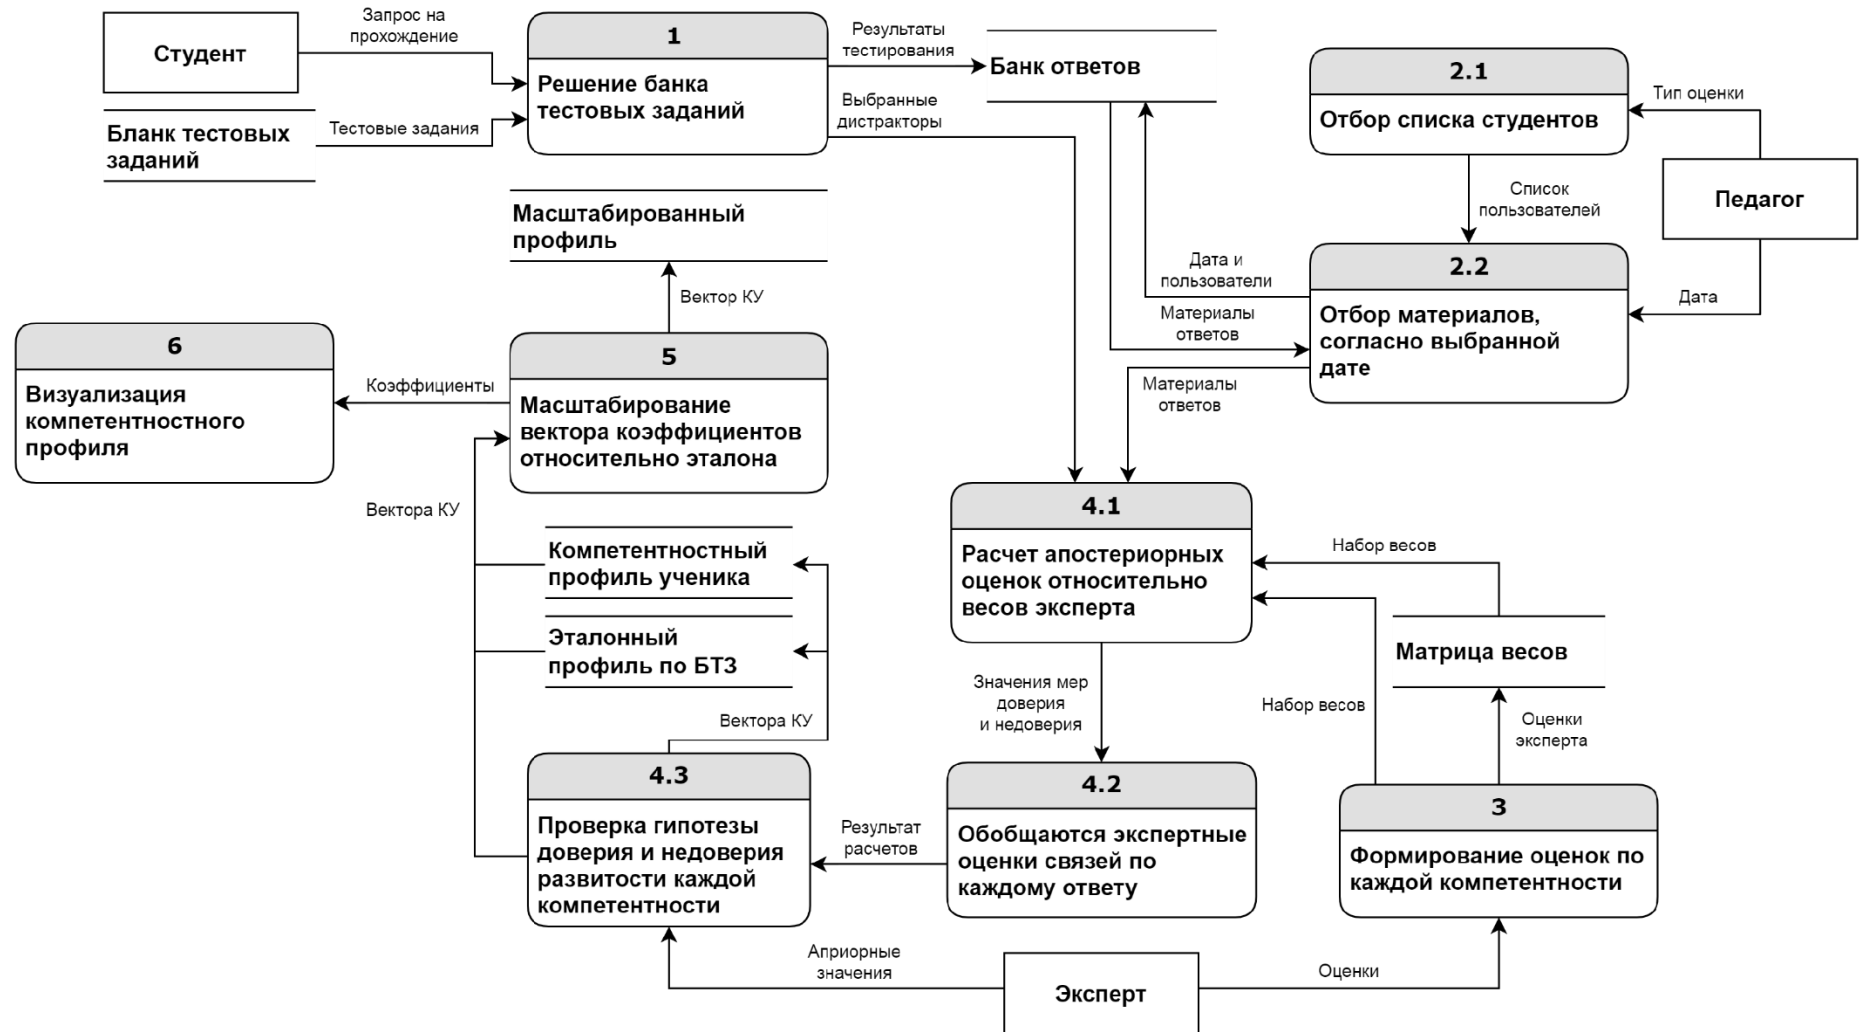 Студент
Запрос на
прохождение
1
Решение банка
тестовых заданий
Результаты
тестирования
Банк ответов
2.1
Отбор списка студентов
Тип оценки
Бланк тестовых
заданий
Тестовые задания
Выбранные
дистракторы
Педагог
Список
пользователей
Масштабированный
профиль
Дата и
пользователи
2.2
Отбор материалов,
согласно выбранной
дате
Дата
Вектор КУ
Материалы
ответов
6
Визуализация
компетентностного
профиля
Коэффициенты
5
Масштабирование
вектора коэффициентов
относительно эталона
Материалы
ответов
Вектора КУ
4.1
Расчет апостериорных
оценок относительно
весов эксперта
Набор весов
Компетентностный
профиль ученика
Эталонный
профиль по БТЗ
Матрица весов
Значения мер
доверия
и недоверия
Набор весов
Вектора КУ
Оценки
эксперта
4.3
Проверка гипотезы
доверия и недоверия
развитости каждой
компетентности
Результат
расчетов
4.2
Обобщаются экспертные
оценки связей по
каждому ответу
3
Формирование оценок по
каждой компетентности
Априорные
значения
Эксперт
Оценки